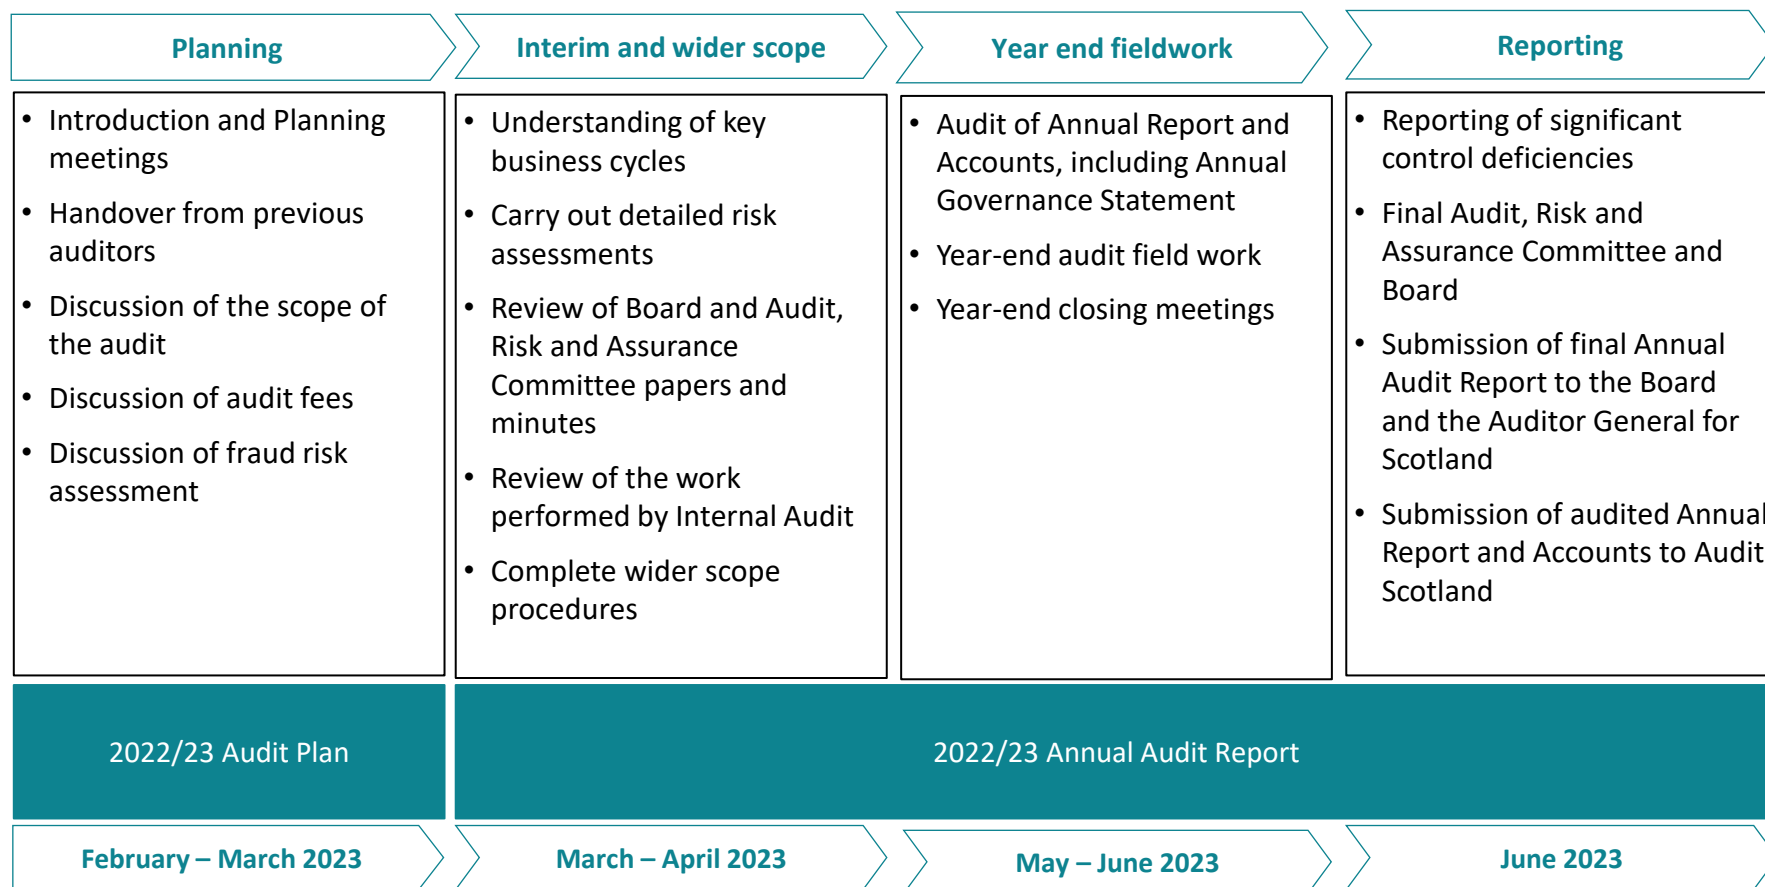 Planning
Interim and wider scope
Year end fieldwork
Reporting
• Introduction and Planning
meetings
• Handover from previous
auditors
• Discussion of the scope of
the audit
• Discussion of audit fees
• Discussion of fraud risk
assessment
• Understanding of key
business cycles
• Carry out detailed risk
assessments
• Review of Board and Audit,
Risk and Assurance
Committee papers and
minutes
• Review of the work
performed by Internal Audit
• Complete wider scope
procedures
• Audit of Annual Report and
Accounts, including Annual
Governance Statement
• Year-end audit field work
• Year-end closing meetings
• Reporting of significant
control deficiencies
• Final Audit, Risk and
Assurance Committee and
Board
• Submission of final Annual
Audit Report to the Board
and the Auditor General for
Scotland
• Submission of audited Annual
Report and Accounts to Audit
Scotland
2022/23 Audit Plan
2022/23 Annual Audit Report
February – March 2023
March – April 2023
May – June 2023
June 2023